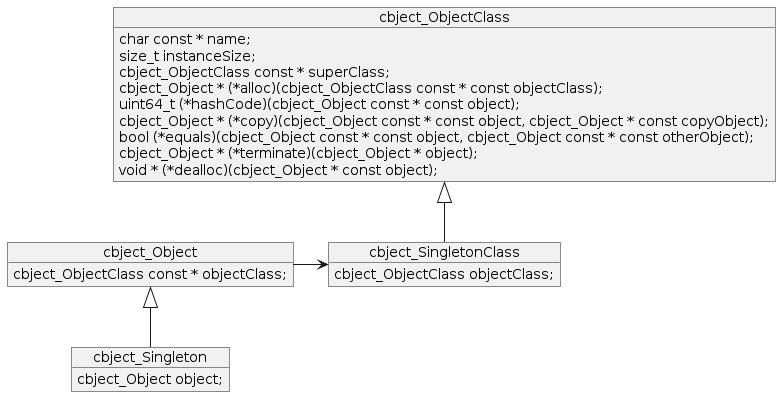 cbject_ObjectClass
char const * name;
size_t instanceSize;
cbject_ObjectClass const * superClass;
cbject_Object * (*alloc)(cbject_ObjectClass const * const objectClass);
uint64_t (*hashCode)(cbject_Object const * const object);
cbject_Object * (*copy)(cbject_Object const * const object, cbject_Object * const copyObject);
bool (*equals)(cbject_Object const * const object, cbject_Object const * const otherObject);
cbject_Object * (*terminate)(cbject_Object * object);
void * (*dealloc)(cbject_Object * const object);
cbject_Object
cbject_ObjectClass const * objectClass;
cbject_SingletonClass
cbject_ObjectClass objectClass;
cbject_Singleton
cbject_Object object;